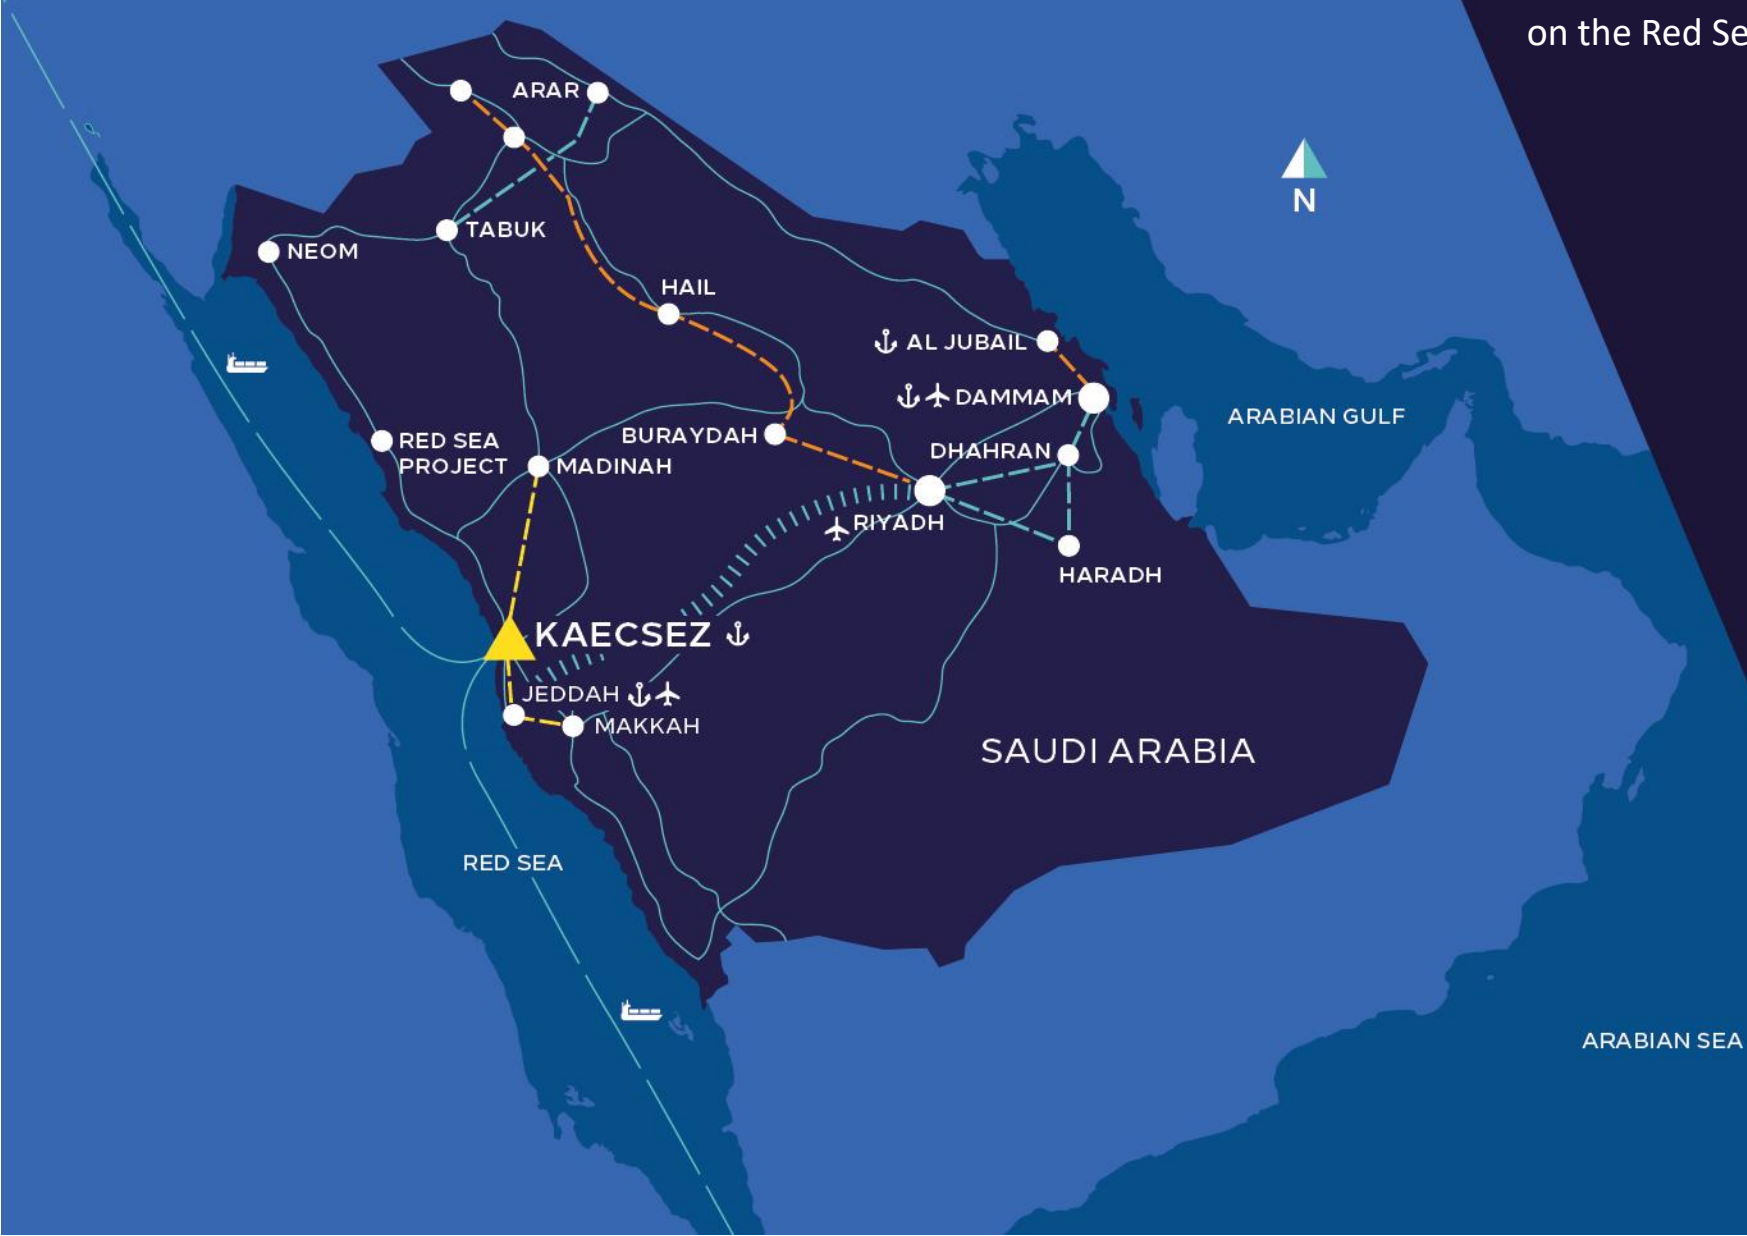 on the Red Se
ARAR
N
TABUK
NEOM
HAIL
AL JUBAIL
DAMMAM
ARABIAN GULF
BURAYDAH
RED SEA
PROJECT
MADINAH
DHAHRAN
RIYADH
HARADH
KAECSEZ
JEDDAH
MAKKAH
SAUDI ARABIA
RED SEA
ARABIAN SEA